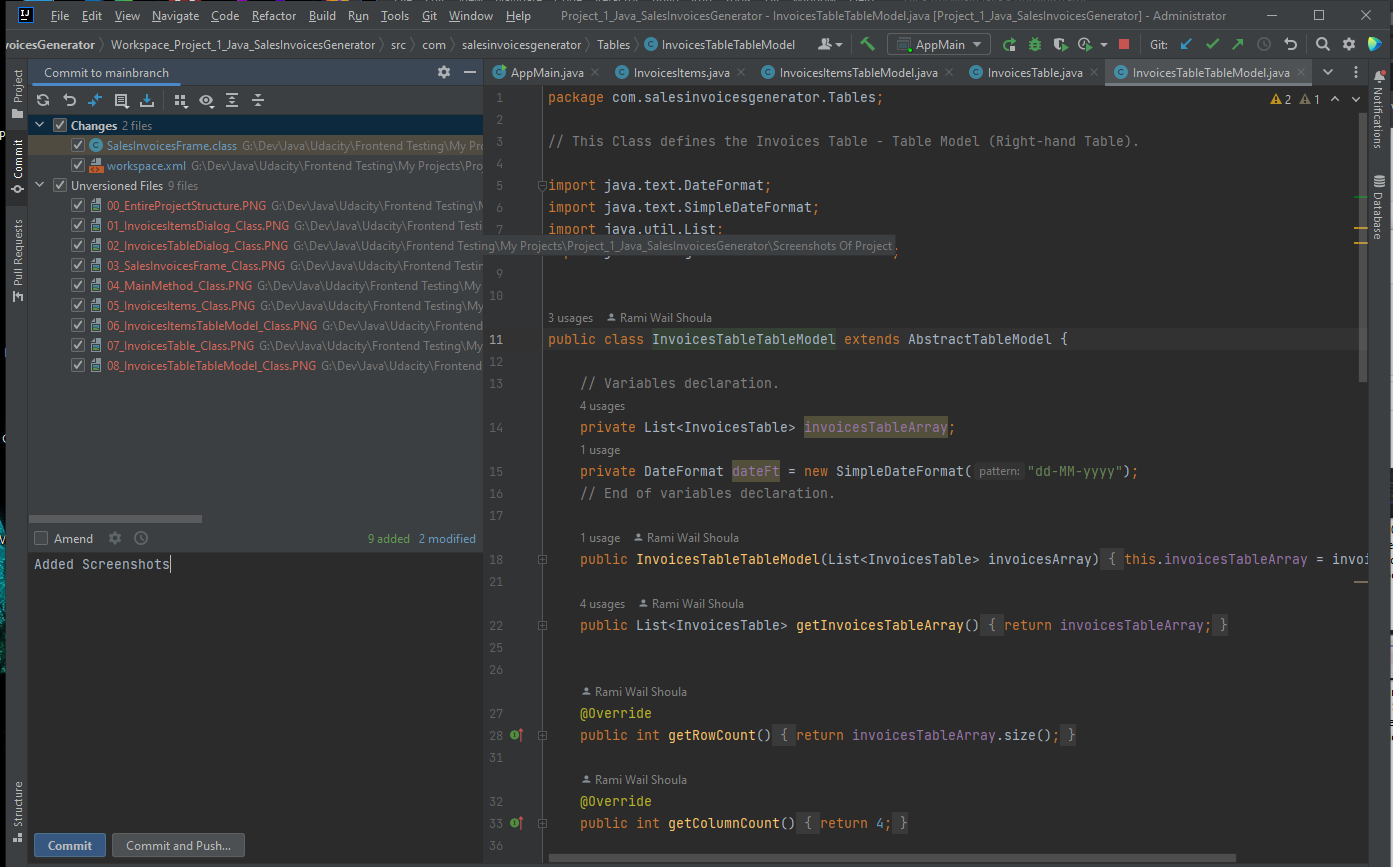 File Edit View Navigate Code Refactor Build Run Tools Git Window Help Project_1_Java_SalesInvoicesGenerator - InvoicesTableTableModel.java [Project_1_Java_SalesInvoicesGenerator] - Administrator
voicesGenerator Workspace_Project_1_Java_SalesInvoicesGenerator src com salesinvoicesgenerator Tables InvoicesTableTableModel AppMain Git:
Project
Commit
Pull Requests
Structure
Commit to mainbranch
Changes 2 files
SalesInvoicesFrame.class G:\Dev\Java\Udacity\Frontend Testing\My Pr
workspace.xml G:\Dev\Java\Udacity\Frontend Testing\My Projects\Pro
Unversioned Files 9 files
00_EntireProjectStructure.PNG G:\Dev\Java\Udacity\Frontend Testing\M
01_InvoicesItemsDialog_Class.PNG G:\Dev\Java\Udacity\Frontend Testi
02_InvoicesTableDialog_Class.PNG G:\Dev\Java\Udacity\Frontend Testing\My Projects\Project_1_Java_SalesInvoicesGenerator\Screenshots Of Project
03_SalesInvoicesFrame_Class.PNG G:\Dev\Java\Udacity\Frontend Testin
04_MainMethod_Class.PNG G:\Dev\Java\Udacity\Frontend Testing\My
05_InvoicesItems_Class.PNG G:\Dev\Java\Udacity\Frontend Testing\My
06_InvoicesItemsTableModel_Class.PNG G:\Dev\Java\Udacity\Frontend
07_InvoicesTable_Class.PNG G:\Dev\Java\Udacity\Frontend Testing\My
08_InvoicesTableTableModel_Class.PNG G:\Dev\Java\Udacity\Frontend
Amend 9 added 2 modified
Added Screenshots
Commit Commit and Push...
AppMain.java InvoicesItems.java InvoicesItemsTableModel.java InvoicesTable.java InvoicesTableTableModel.java
2 1
1 package com.salesinvoicesgenerator.Tables;
2
3 // This Class defines the Invoices Table - Table Model (Right-hand Table).
4
5 import java.text.DateFormat;
6 import java.text.SimpleDateFormat;
7 import java.util.List;
9
10
3 usages Rami Wail Shoula
11 public class InvoicesTableTableModel extends AbstractTableModel {
12
13 // Variables declaration.
4 usages
14 private List<InvoicesTable> invoicesTableArray;
1 usage
15 private DateFormat dateFt = new SimpleDateFormat( pattern: "dd-MM-yyyy");
16 // End of variables declaration.
17
1 usage Rami Wail Shoula
18 public InvoicesTableTableModel(List<InvoicesTable> invoicesArray) { this.invoicesTableArray = invoi
21
4 usages Rami Wail Shoula
22 public List<InvoicesTable> getInvoicesTableArray() { return invoicesTableArray; }
25
26
Rami Wail Shoula
27 @Override
28 public int getRowCount() { return invoicesTableArray.size(); }
31
Rami Wail Shoula
32 @Override
33 public int getColumnCount() { return 4; }
36
Notifications
Database